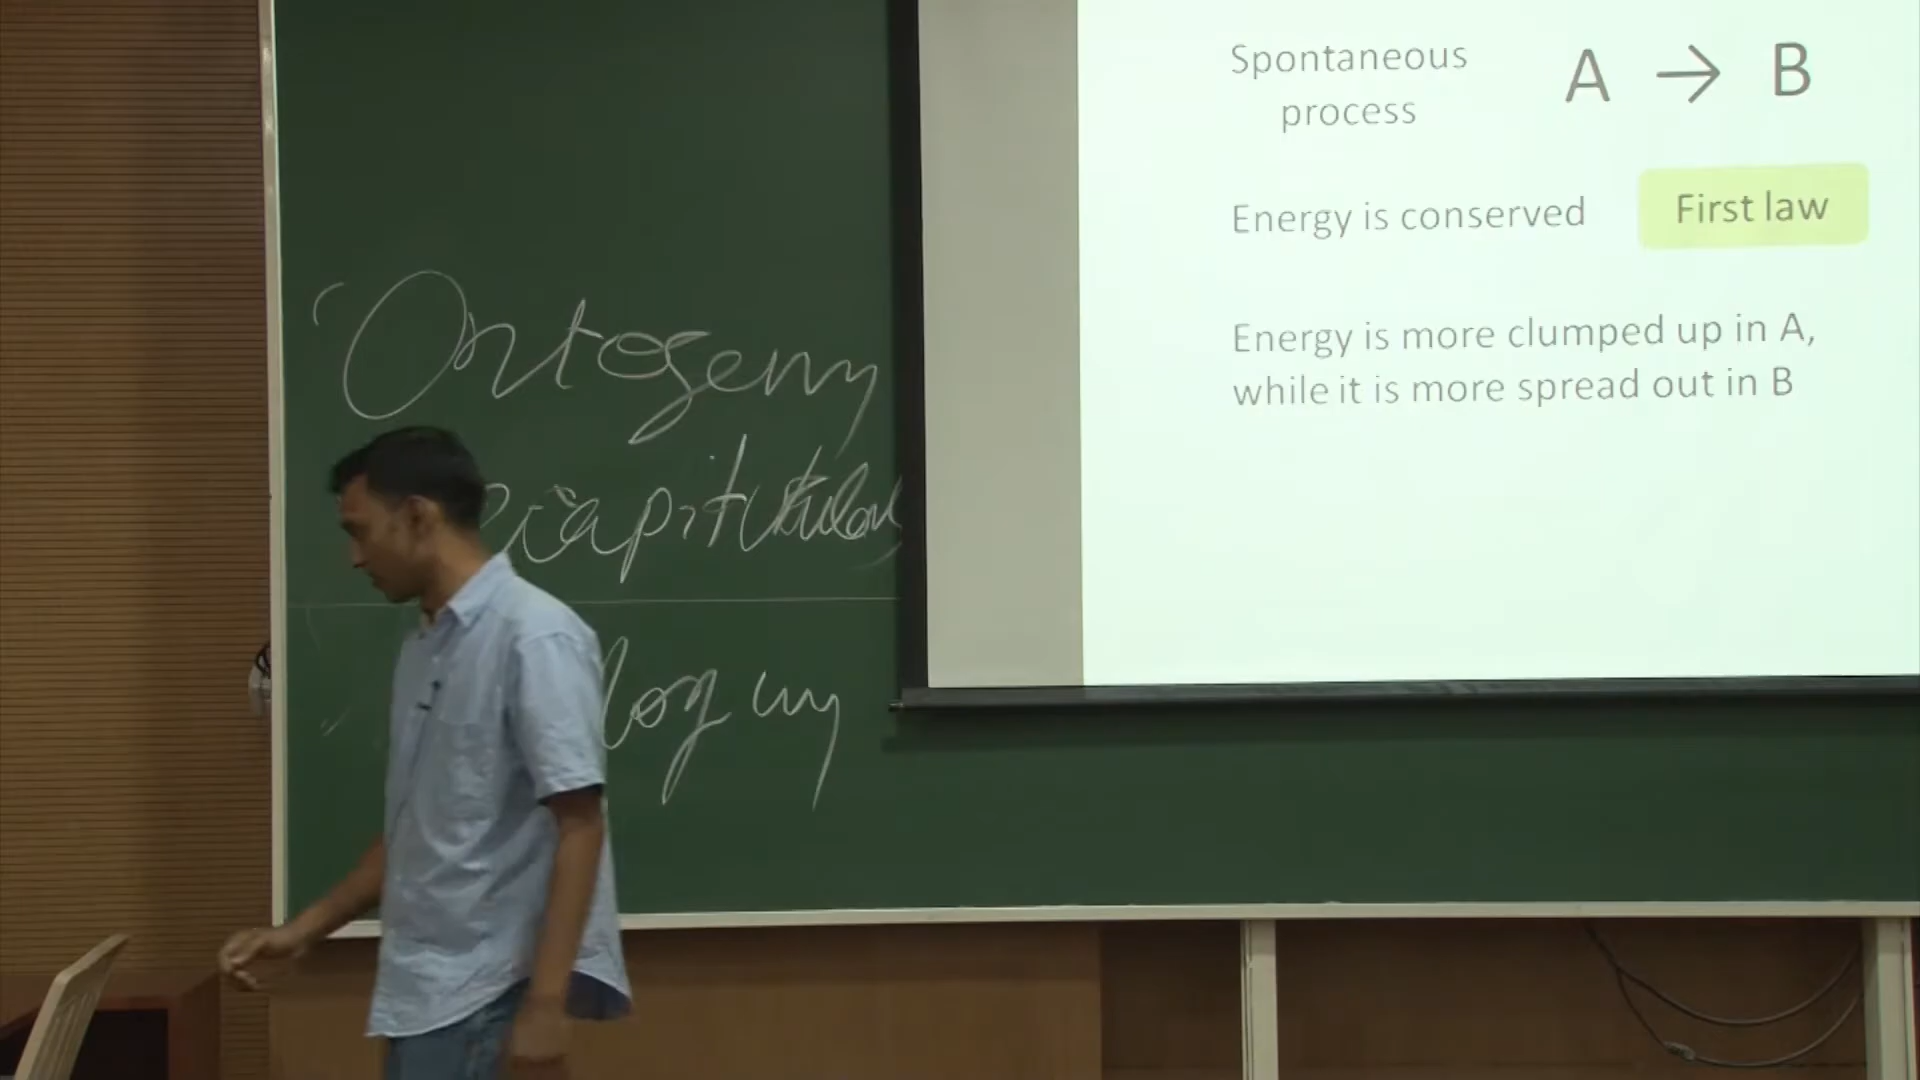 Ontogeny
Spontaneous
process
A → B
Energy is conserved
First law
Energy is more clumped up in A,
while it is more spread out in B